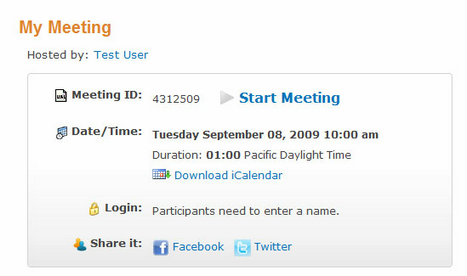 My Meeting
Hosted by: Test User
Meeting ID: 4312509 Start Meeting
Date/Time: Tuesday September 08, 2009 10:00 am
Duration: 01:00 Pacific Daylight Time
Download iCalendar
Login: Participants need to enter a name.
Share it: Facebook Twitter